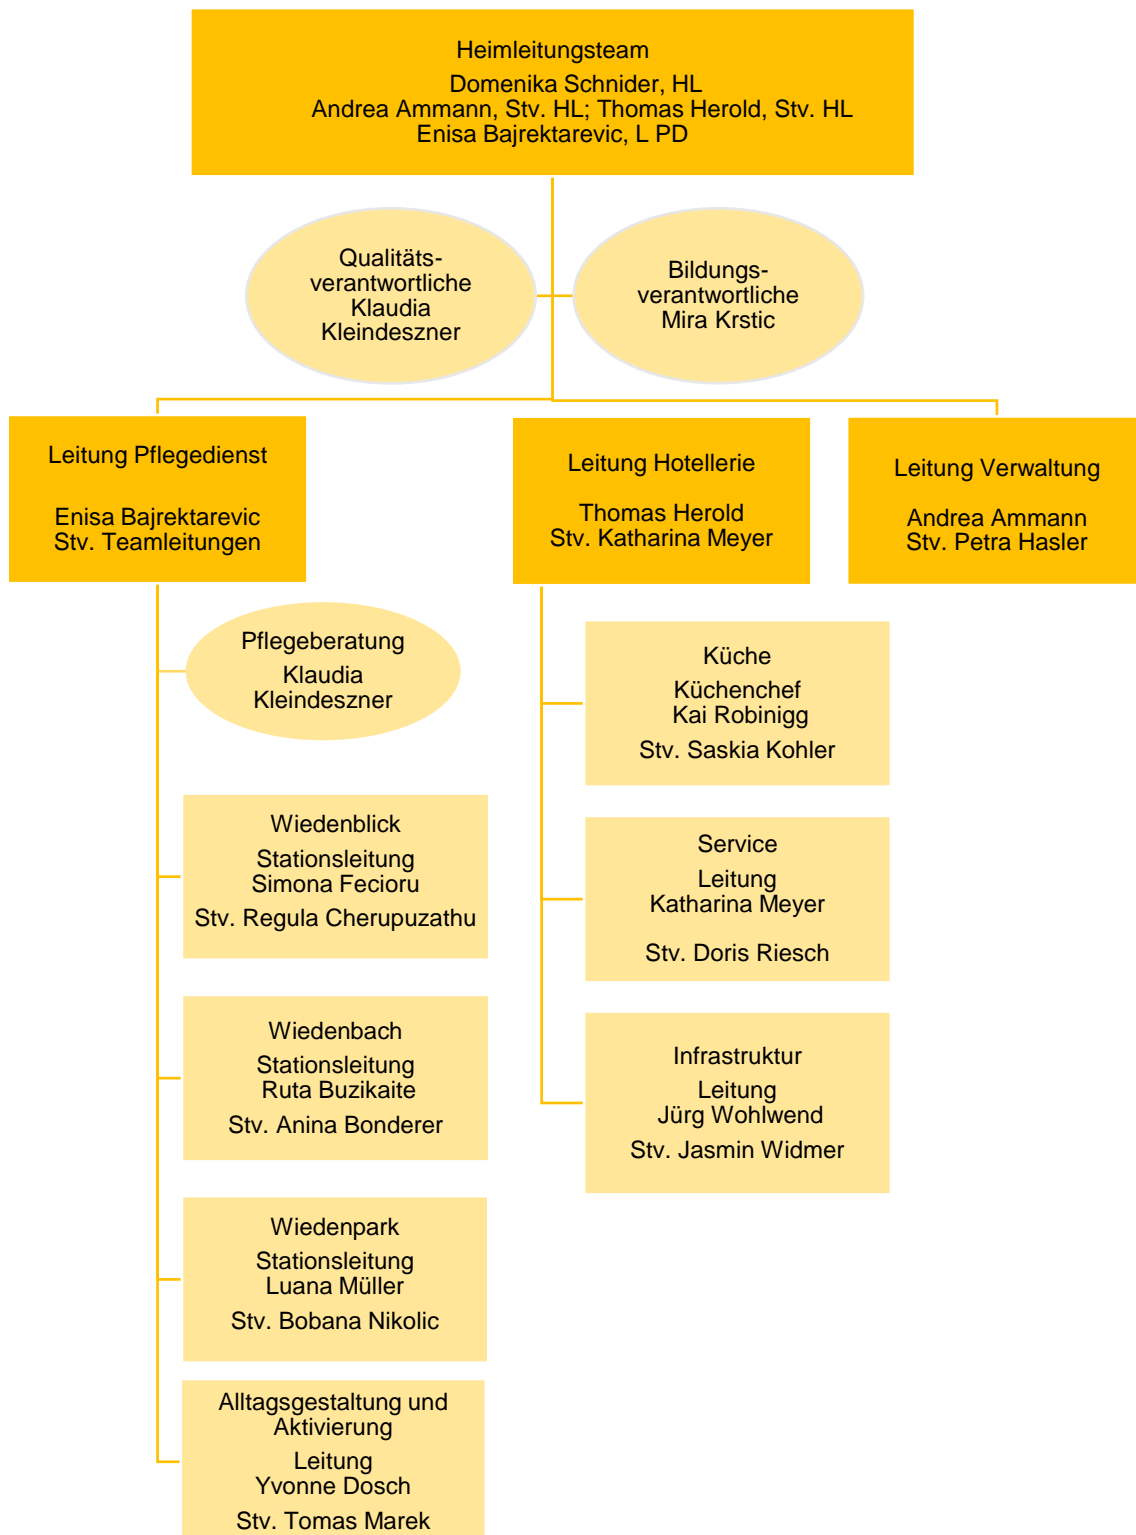 Heimleitungsteam
Domenika Schnider, HL
Andrea Ammann, Stv. HL; Thomas Herold, Stv. HL
Enisa Bajrektarevic, L PD
Qualitäts-
verantwortliche
Klaudia
Kleindeszner
Bildungs-
verantwortliche
Mira Krstic
Leitung Pflegedienst
Enisa Bajrektarevic
Stv. Teamleitungen
Leitung Hotellerie
Thomas Herold
Stv. Katharina Meyer
Leitung Verwaltung
Andrea Ammann
Stv. Petra Hasler
Pflegeberatung
Klaudia
Kleindeszner
Wiedenblick
Stationsleitung
Simona Fecioru
Stv. Regula Cherupuzathu
Wiedenbach
Stationsleitung
Ruta Buzikaite
Stv. Anina Bonderer
Wiedenpark
Stationsleitung
Luana Müller
Stv. Bobana Nikolic
Alltagsgestaltung und
Aktivierung
Leitung
Yvonne Dosch
Stv. Tomas Marek
Küche
Küchenchef
Kai Robinigg
Stv. Saskia Kohler
Service
Leitung
Katharina Meyer
Stv. Doris Riesch
Infrastruktur
Leitung
Jürg Wohlwend
Stv. Jasmin Widmer